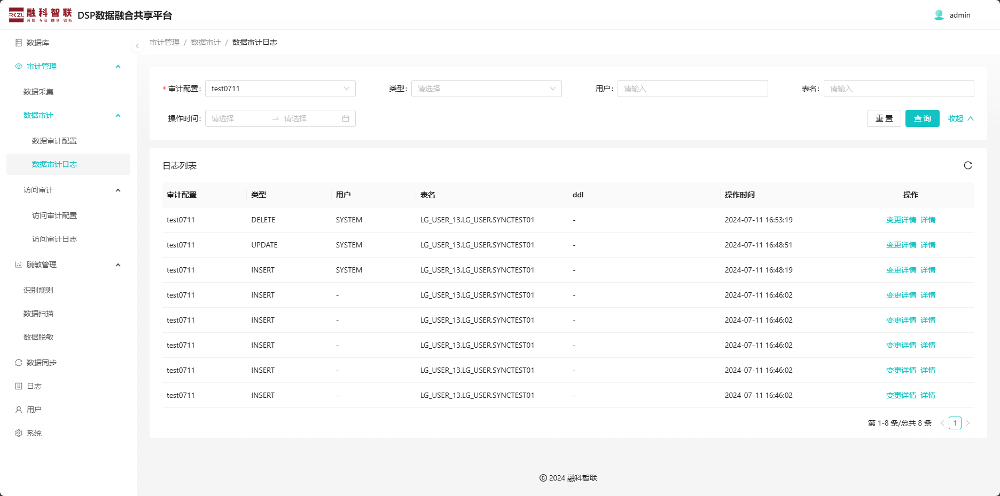 RKZL 融科智联 DSP数据融合共享平台 admin
诚信 专注 融合 创新
数据库
审计管理
数据采集
数据审计
数据审计配置
数据审计日志
访问审计
访问审计配置
访问审计日志
脱敏管理
识别规则
数据扫描
数据脱敏
数据同步
日志
用户
系统
审计管理 / 数据审计 / 数据审计日志
* 审计配置: test0711 类型: 请选择 用户: 请输入 表名: 请输入
操作时间: 请选择 → 请选择 重 置 查 询 收起
日志列表
审计配置 类型 用户 表名 ddl 操作时间 操作
test0711 DELETE SYSTEM LG_USER_13.LG_USER.SYNCTEST01 - 2024-07-11 16:53:19 变更详情 详情
test0711 UPDATE SYSTEM LG_USER_13.LG_USER.SYNCTEST01 - 2024-07-11 16:48:51 变更详情 详情
test0711 INSERT SYSTEM LG_USER_13.LG_USER.SYNCTEST01 - 2024-07-11 16:48:19 变更详情 详情
test0711 INSERT - LG_USER_13.LG_USER.SYNCTEST01 - 2024-07-11 16:46:02 变更详情 详情
test0711 INSERT - LG_USER_13.LG_USER.SYNCTEST01 - 2024-07-11 16:46:02 变更详情 详情
test0711 INSERT - LG_USER_13.LG_USER.SYNCTEST01 - 2024-07-11 16:46:02 变更详情 详情
test0711 INSERT - LG_USER_13.LG_USER.SYNCTEST01 - 2024-07-11 16:46:02 变更详情 详情
test0711 INSERT - LG_USER_13.LG_USER.SYNCTEST01 - 2024-07-11 16:46:02 变更详情 详情
第 1-8 条/总共 8 条 < 1 >
© 2024 融科智联